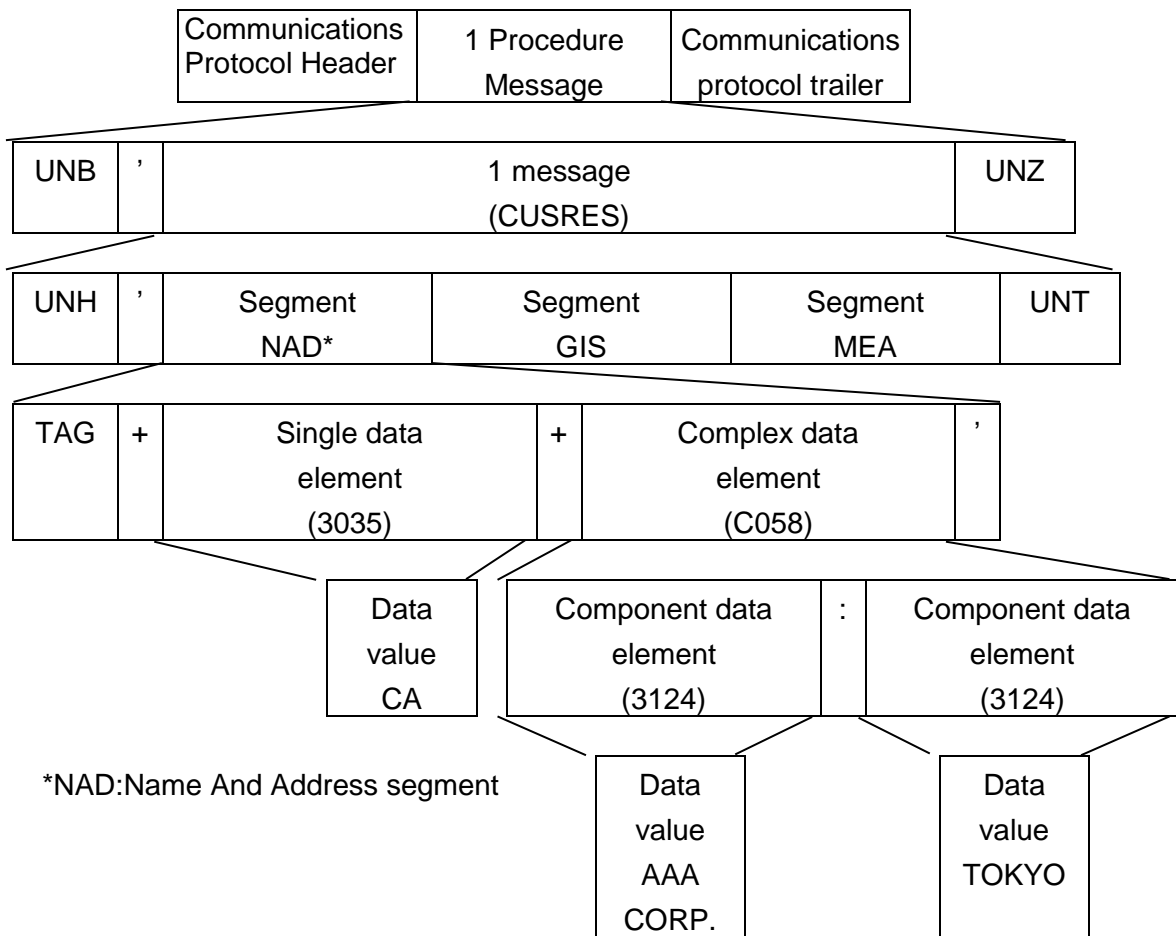 Communications
Protocol Header
1 Procedure
Message
Communications
protocol trailer
UNB
’
1 message
(CUSRES)
UNZ
UNH
’
Segment
NAD*
Segment
GIS
Segment
MEA
UNT
TAG
+
Single data
element
(3035)
+
Complex data
element
(C058)
’
Data
value
CA
Component data
element
(3124)
:
Component data
element
(3124)
*NAD:Name And Address segment
Data
value
AAA
CORP.
Data
value
TOKYO